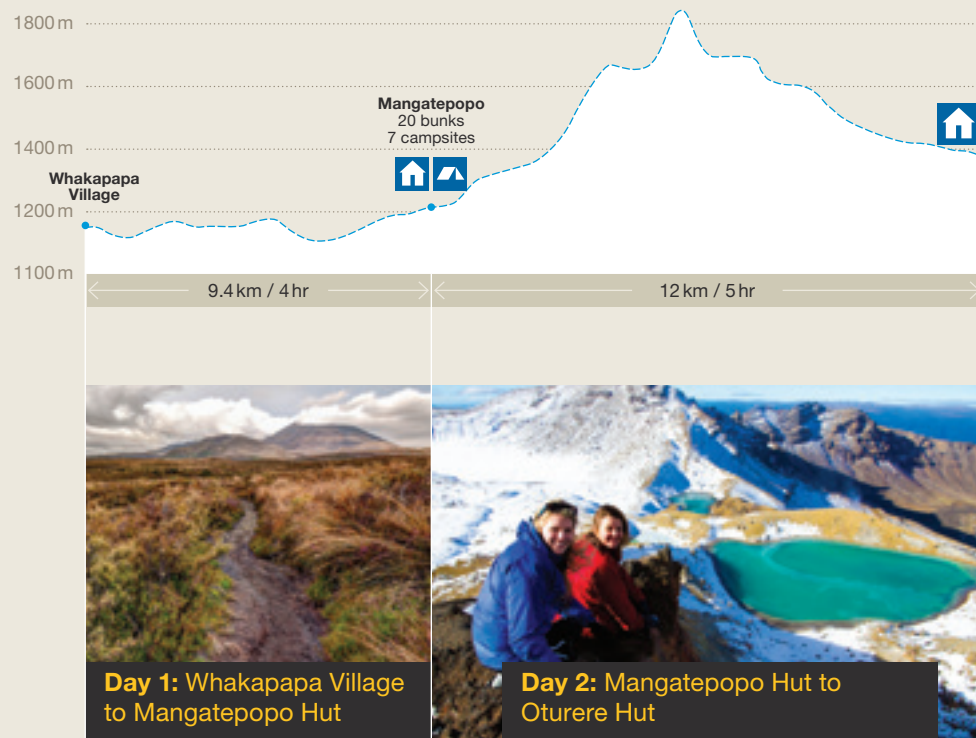 1800 m
1600 m
1400 m
1200 m
1100 m
Whakapapa
Village
Mangatepopo
20 bunks
7 campsites
9.4 km / 4 hr
12 km / 5 hr
Day 1: Whakapapa Village
to Mangatepopo Hut
Day 2: Mangatepopo Hut to
Oturere Hut